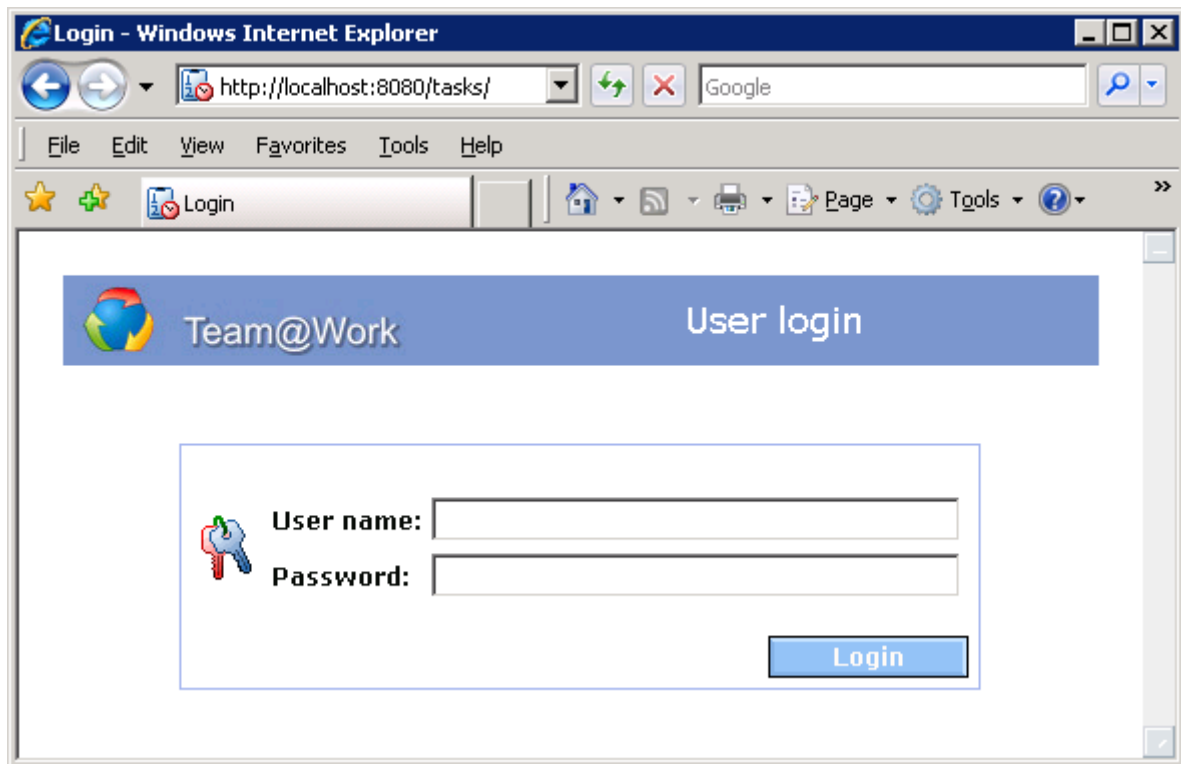 Login - Windows Internet Explorer
http://localhost:8080/tasks/ Google
File Edit View Favorites Tools Help
Login Page Tools
Team@Work User login
User name:
Password:
Login